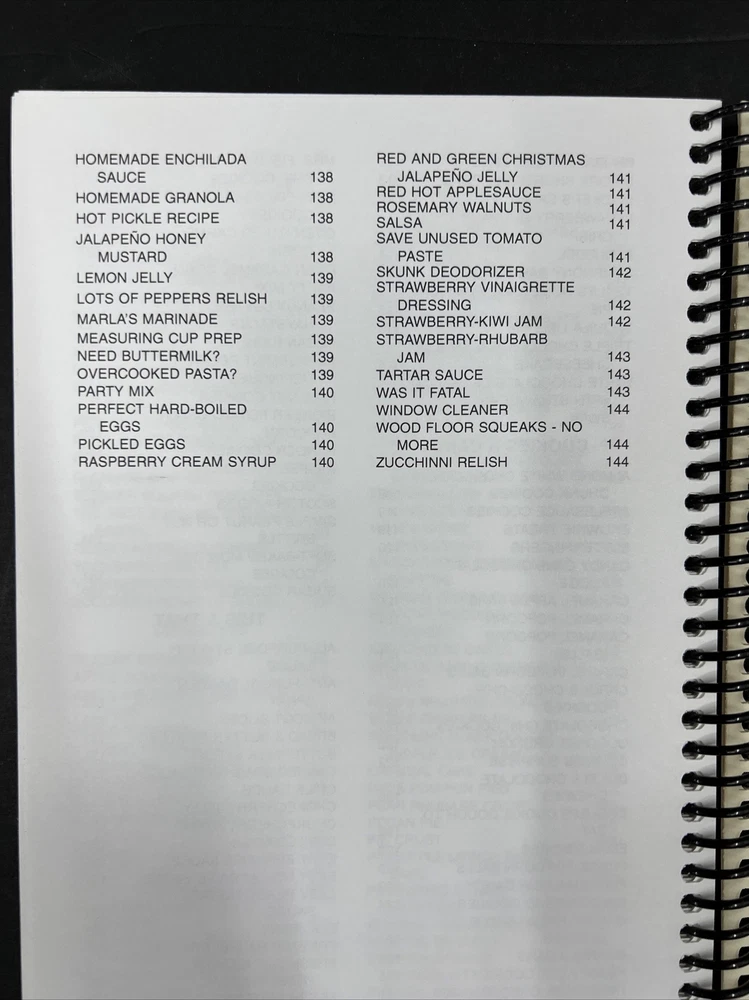 HOMEMADE ENCHILADA
SAUCE 138
HOMEMADE GRANOLA 138
HOT PICKLE RECIPE 138
JALAPEÑO HONEY
MUSTARD 138
LEMON JELLY 139
LOTS OF PEPPERS RELISH 139
MARLA'S MARINADE 139
MEASURING CUP PREP 139
NEED BUTTERMILK? 139
OVERCOOKED PASTA? 139
PARTY MIX 140
PERFECT HARD-BOILED
EGGS 140
PICKLED EGGS 140
RASPBERRY CREAM SYRUP 140
RED AND GREEN CHRISTMAS
JALAPEÑO JELLY 141
RED HOT APPLESAUCE 141
ROSEMARY WALNUTS 141
SALSA 141
SAVE UNUSED TOMATO
PASTE 141
SKUNK DEODORIZER 142
STRAWBERRY VINAIGRETTE
DRESSING 142
STRAWBERRY-KIWI JAM 142
STRAWBERRY-RHUBARB
JAM 143
TARTAR SAUCE 143
WAS IT FATAL 143
WINDOW CLEANER 144
WOOD FLOOR SQUEAKS - NO
MORE 144
ZUCCHINNI RELISH 144